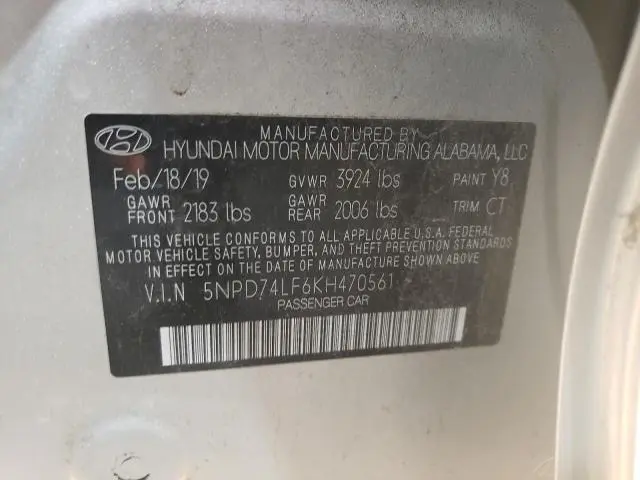 MANUFACTURED BY
HYUNDAI MOTOR MANUFACTURING ALABAMA, LLC
Feb/18/19 GVWR 3924 lbs PAINT Y8
GAWR FRONT 2183 lbs GAWR REAR 2006 lbs TRIM CT
THIS VEHICLE CONFORMS TO ALL APPLICABLE U.S.A. FEDERAL
MOTOR VEHICLE SAFETY, BUMPER, AND THEFT PREVENTION STANDARDS
IN EFFECT ON THE DATE OF MANUFACTURE SHOWN ABOVE
V.I.N 5NPD74LF6KH470561
PASSENGER CAR